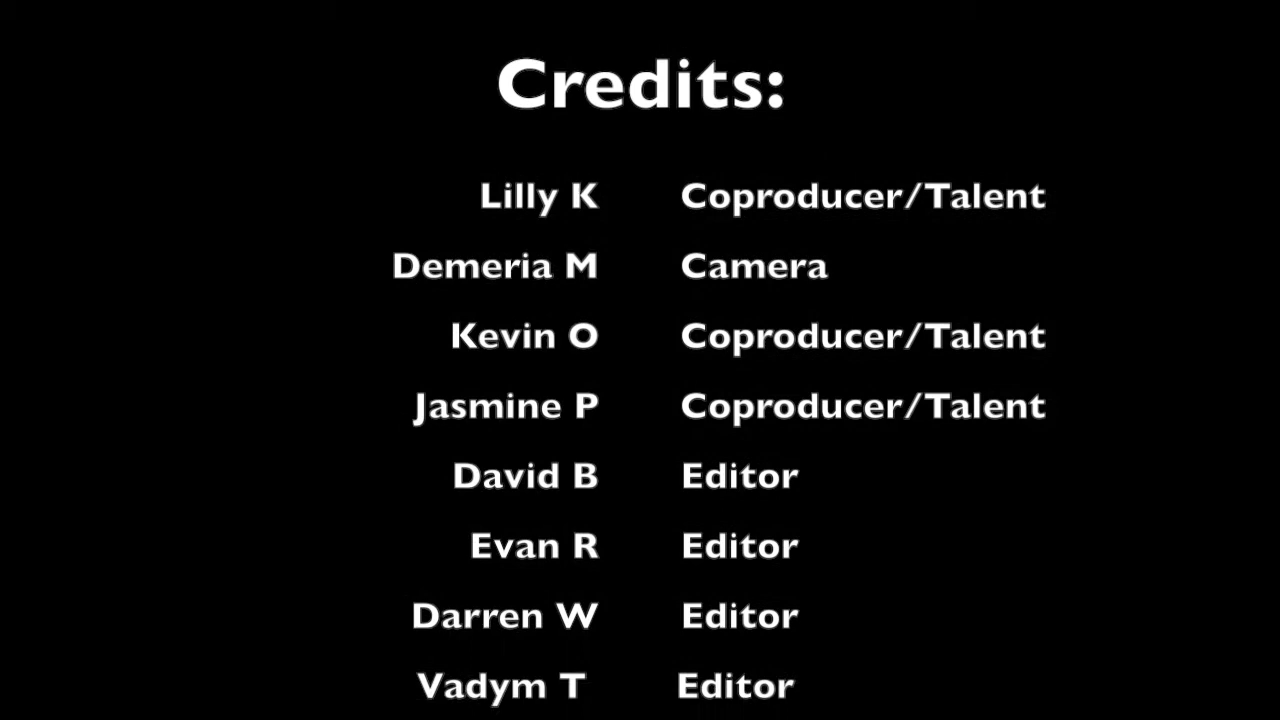 Credits:
Lilly K Coproducer/Talent
Demeria M Camera
Kevin O Coproducer/Talent
Jasmine P Coproducer/Talent
David B Editor
Evan R Editor
Darren W Editor
Vadym T Editor